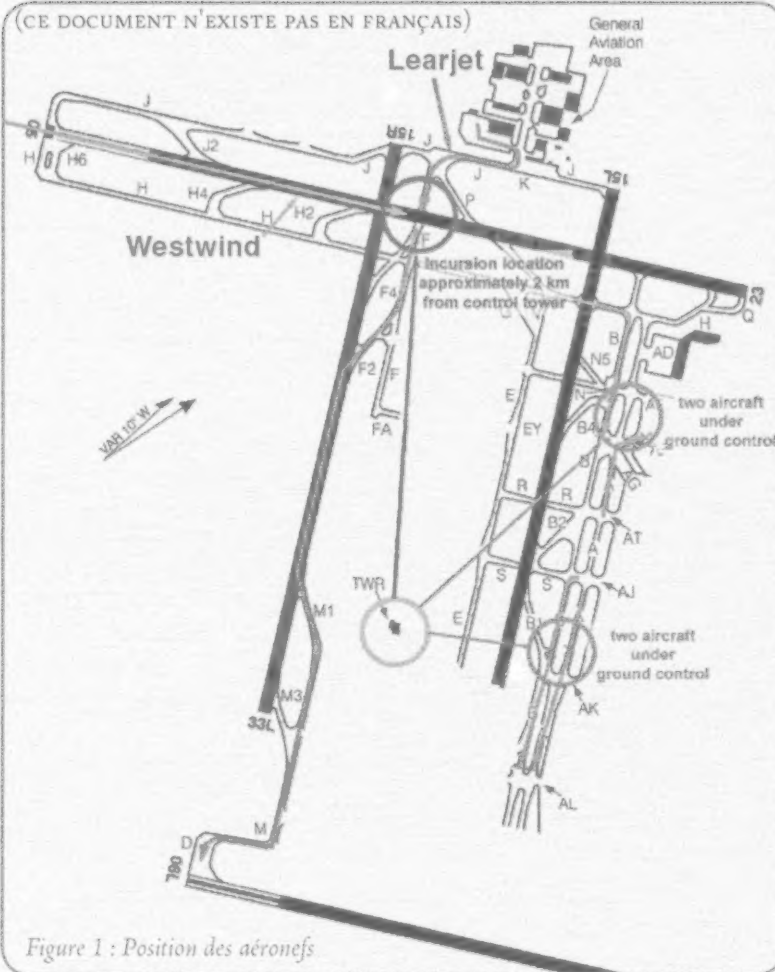 (CE DOCUMENT N'EXISTE PAS EN FRANÇAIS)
General
Aviation
Area
Learjet
J
15R
J
J2
J
J
K
J
15L
H6
H
H
H4
H
H2
P
F
Westwind
Incursion location
approximately 2 km
from control tower
23
Q
H
B
AD
F4
F2
F
FA
N5
N
E
EY
B4
two aircraft
under
ground control
VAR 10° W
G
R
R
B2
AT
A
TWR
S
S
AJ
E
M1
two aircraft
under
ground control
AK
M3
33L
AL
M
D
06L
Figure 1 : Position des aéronefs